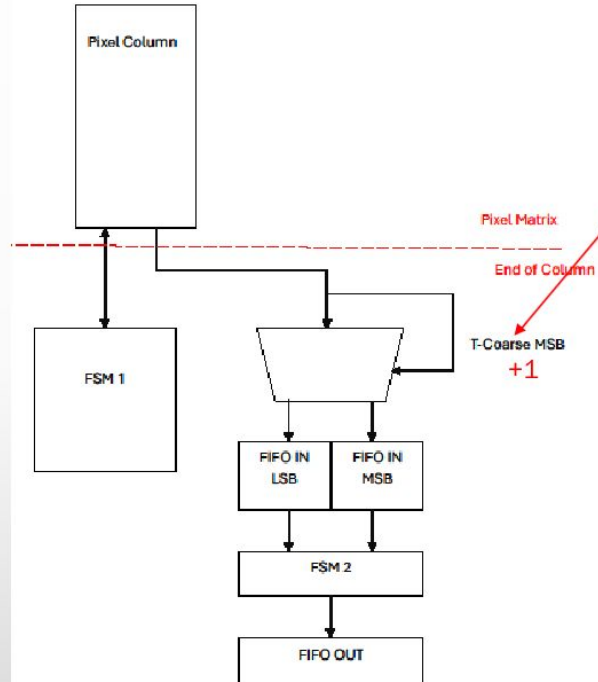 Pixel Column
Pixel Matrix
End of Column
T-Coarse MSB
+1
FSM 1
FIFO IN
LSB
FIFO IN
MSB
FSM 2
FIFO OUT